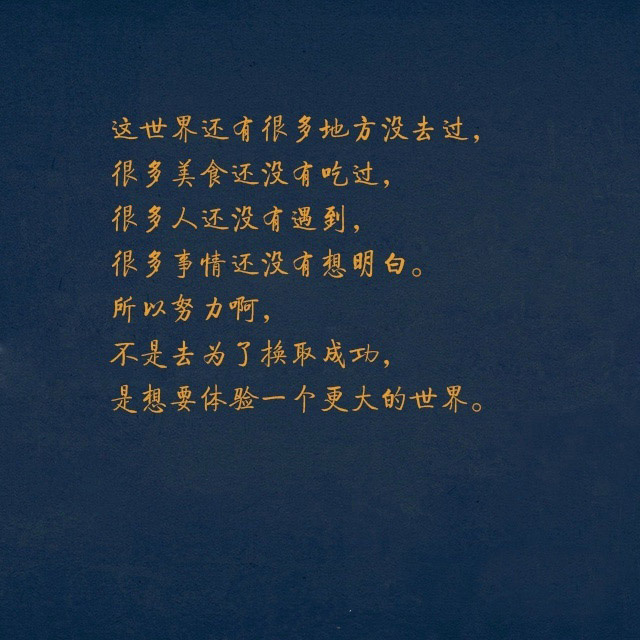 这世界还有很多地方没去过，
很多美食还没有吃过，
很多人还没有遇到，
很多事情还没有想明白。
所以努力啊，
不是去为了换取成功，
是想要体验一个更大的世界。